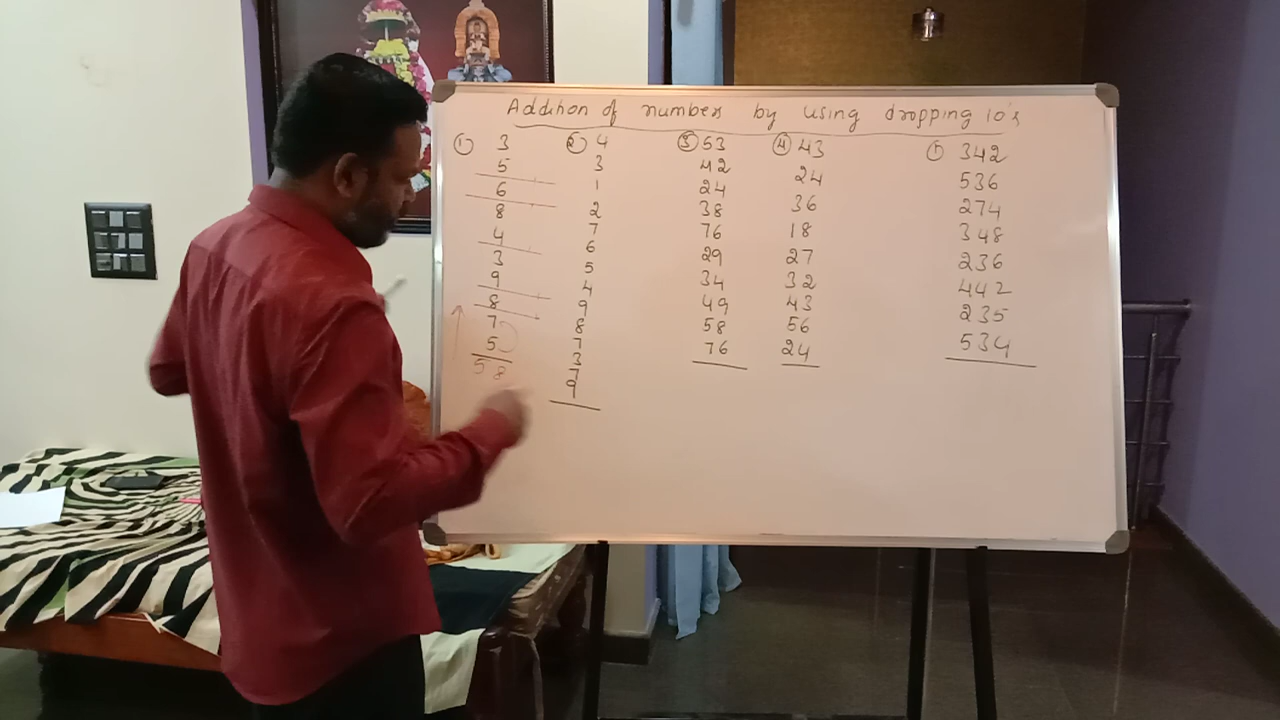 Addition of numbers by using dropping 10's
① 3 ② 4 ③ 53 ④ 43 ⑤ 342
5 3 42 24 536
6 1 24 36 274
8 2 38 18 348
4 7 76 27 236
3 6 29 32 442
9 5 34 43 235
8 4 49 56 534
7 9 58 24
5 8 76
58 7
3
9